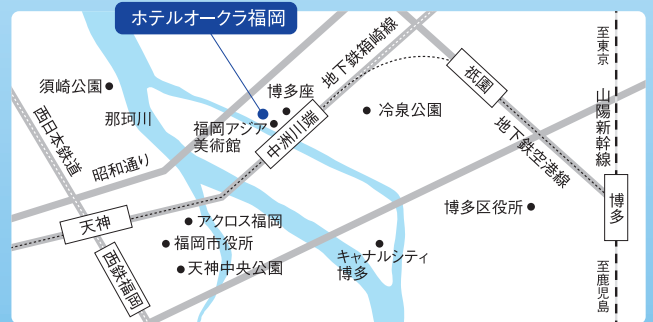 ホテルオークラ福岡
至東京
山陽新幹線
地下鉄箱崎線
祇園
須崎公園
博多座
冷泉公園
那珂川
福岡アジア
美術館
中洲川端
地下鉄空港線
西日本鉄道
昭和通り
博多
博多区役所
天神
アクロス福岡
福岡市役所
キャナルシティ
博多
天神中央公園
西鉄福岡
至鹿児島